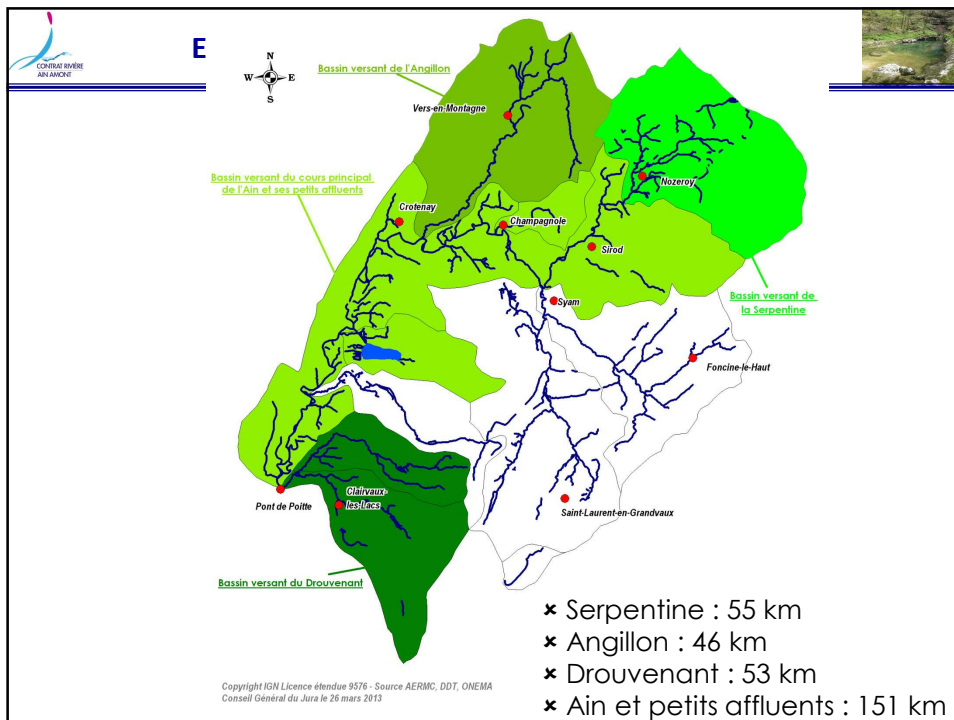 CONTRAT RIVIÈRE
AIN AMONT
E
N
W E
S
Bassin versant de l'Angillon
Vers-en-Montagne
Bassin versant du cours principal
de l'Ain et ses petits affluents
Nozeroy
Crotenay
Champagnole
Sirod
Bassin versant de
la Serpentine
Syam
Foncine-le-Haut
Pont de Poitte
Clairvaux-
les-Lacs
Saint-Laurent-en-Grandvaux
Bassin versant du Drouvenant
× Serpentine : 55 km
× Angillon : 46 km
× Drouvenant : 53 km
× Ain et petits affluents : 151 km
Copyright IGN Licence étendue 9576 - Source AERMC, DDT, ONEMA
Conseil Général du Jura le 26 mars 2013